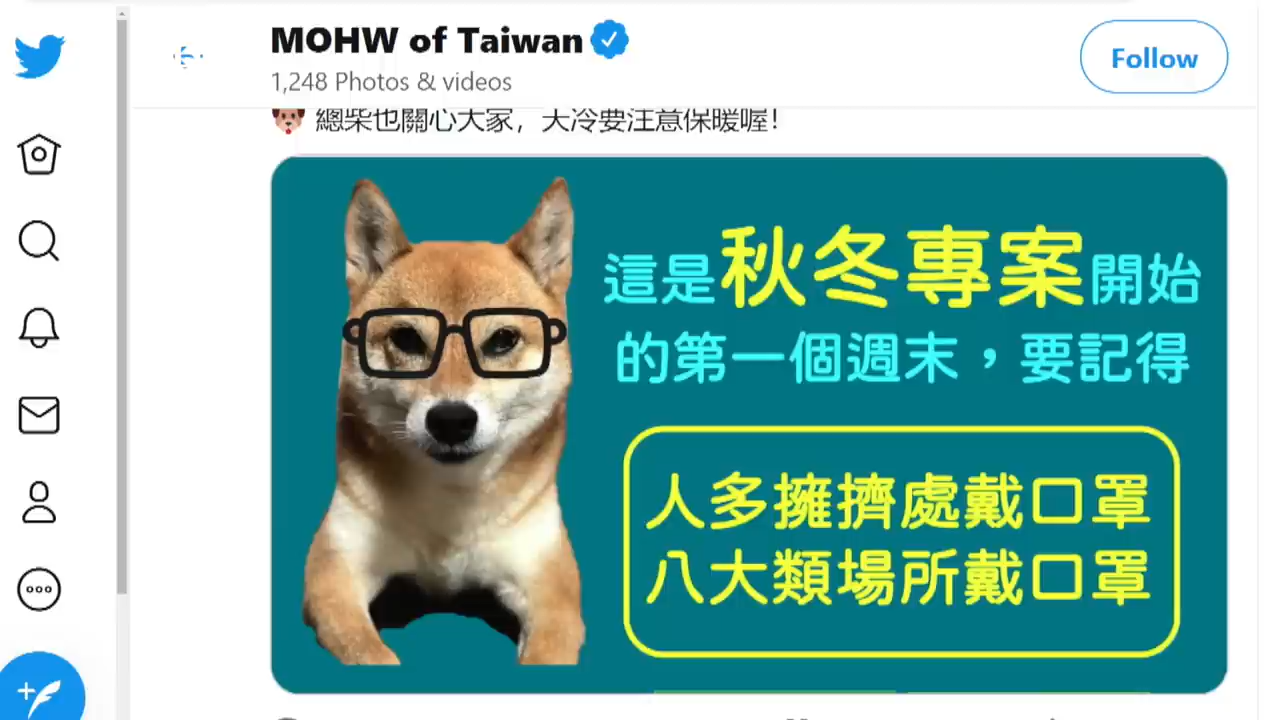 MOHW of Taiwan
Follow
1,248 Photos & videos
總柴也關心大家，天冷要注意保暖喔！
這是秋冬專案開始
的第一個週末，要記得
人多擁擠處戴口罩
八大類場所戴口罩